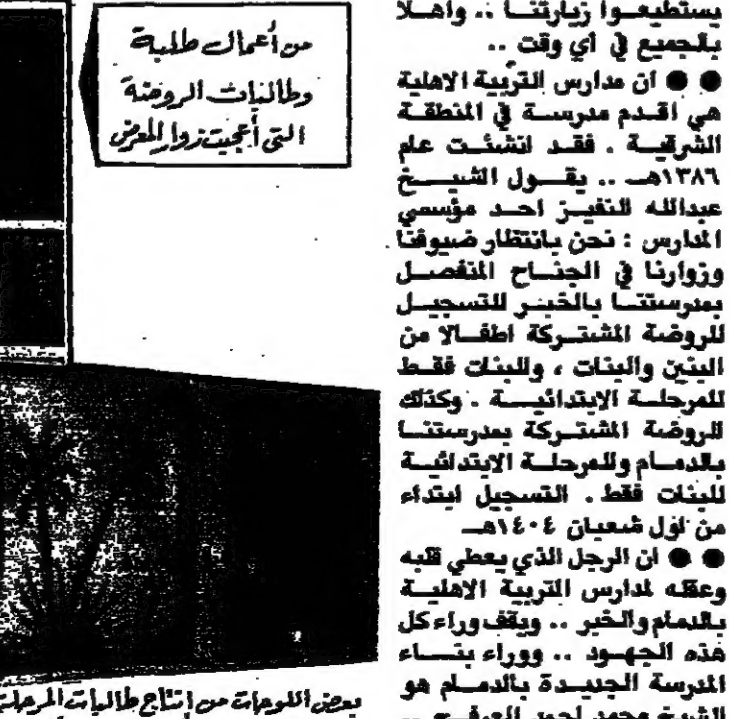 يستطيعوا زيارتنا .. واهلا
بالجميع في أي وقت ..
●● ان مدارس التربية الاهلية
هي اقدم مدرسة في المنطقة
الشرقية . فقد انشئت عام
١٣٨٦هـ .. يقول الشيخ
عبدالله النفيز احد مؤسسي
المدارس : نحن بانتظار ضيوفنا
وزوارنا في الجناح المنفصل
بمدرستنا بالخبر للتسجيل
للروضة المشتركة اطفالا من
البنين والبنات ، وللبنات فقط
للمرحلة الابتدائية . وكذلك
للروضة المشتركة بمدرستنا
بالدمام وللمرحلة الابتدائية
للبنات فقط . التسجيل ابتداء
من اول شعبان ١٤٠٤هـ
●● ان الرجل الذي يعطي قلبه
وعقله لمدارس التربية الاهلية
بالدمام والخبر .. ويقف وراء كل
هذه الجهود .. ووراء بناء
المدرسة الجديدة بالدمام هو
محمد احمد
من أعمال طلبة
وطالبات الروضة
التي أعجبت زوار المعرض
بعض اللوحات من إنتاج طالبات المرحلة